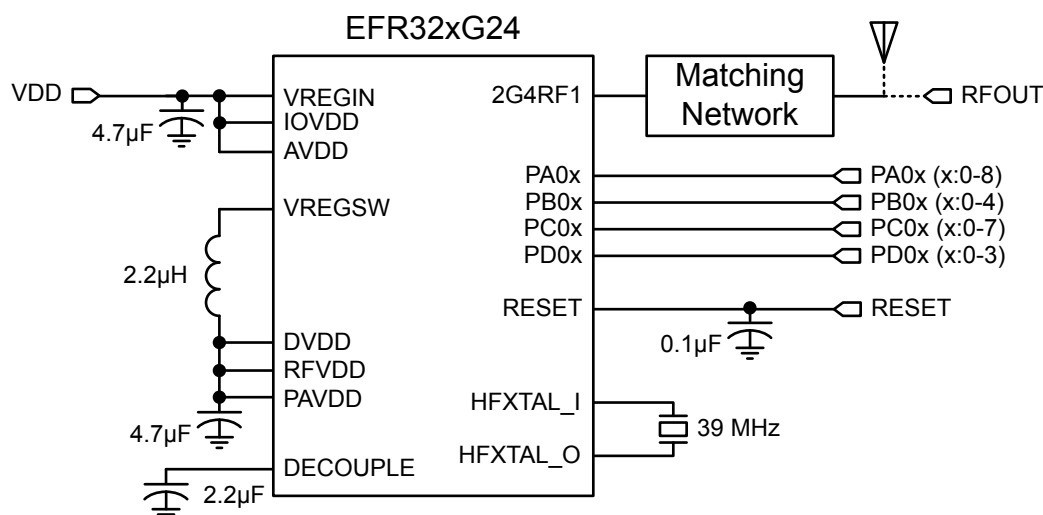 EFR32xG24
VDD
4.7µF
VREGIN
IOVDD
AVDD
VREGSW
2.2µH
DVDD
RFVDD
PAVDD
4.7µF
DECOUPLE
2.2µF
2G4RF1
Matching
Network
RFOUT
PA0x
PA0x (x:0-8)
PB0x
PB0x (x:0-4)
PC0x
PC0x (x:0-7)
PD0x
PD0x (x:0-3)
RESET
RESET
0.1µF
HFXTAL_I
39 MHz
HFXTAL_O